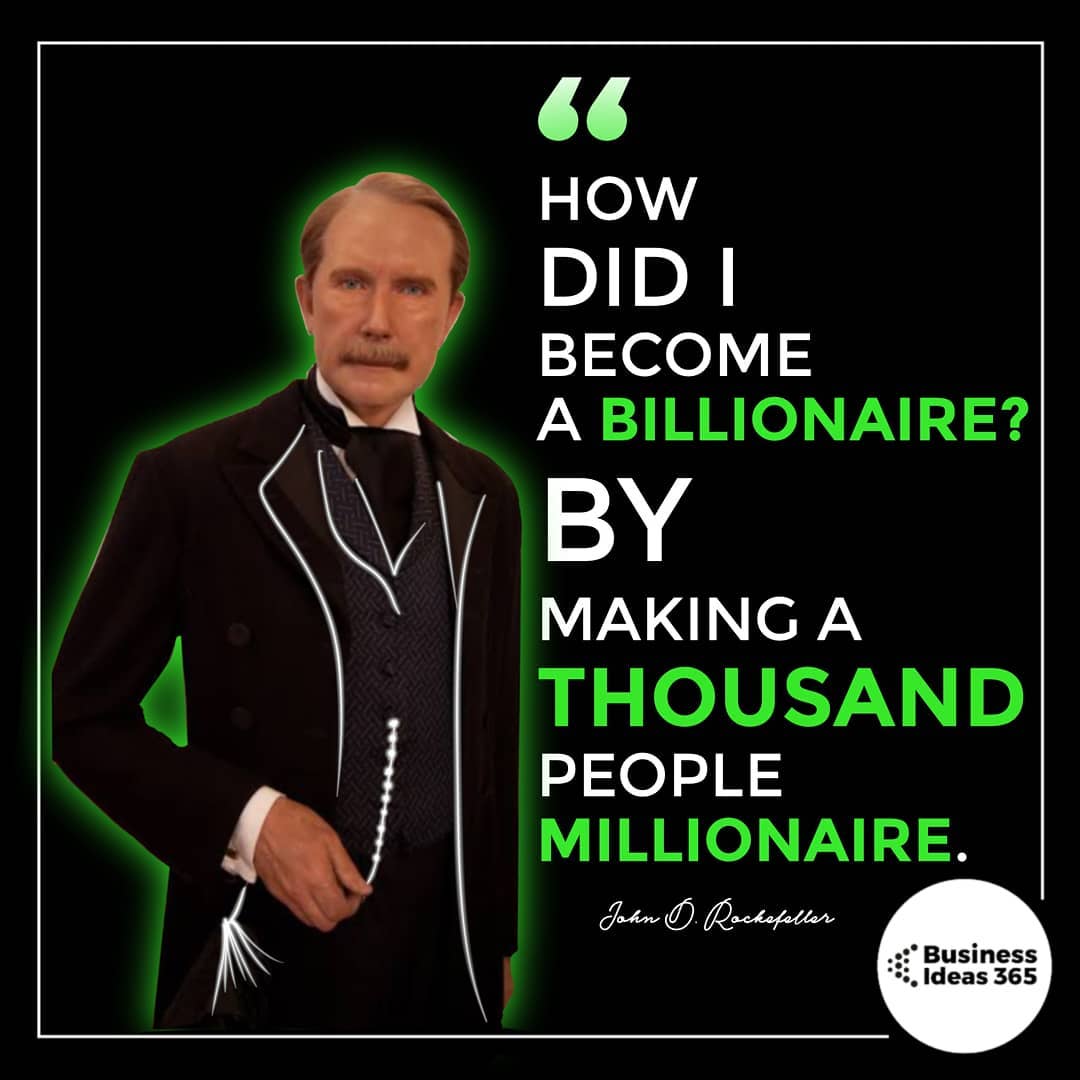 “
HOW
DID I
BECOME
A BILLIONAIRE?
BY
MAKING A
THOUSAND
PEOPLE
MILLIONAIRE.
John D. Rockefeller
Business
Ideas 365